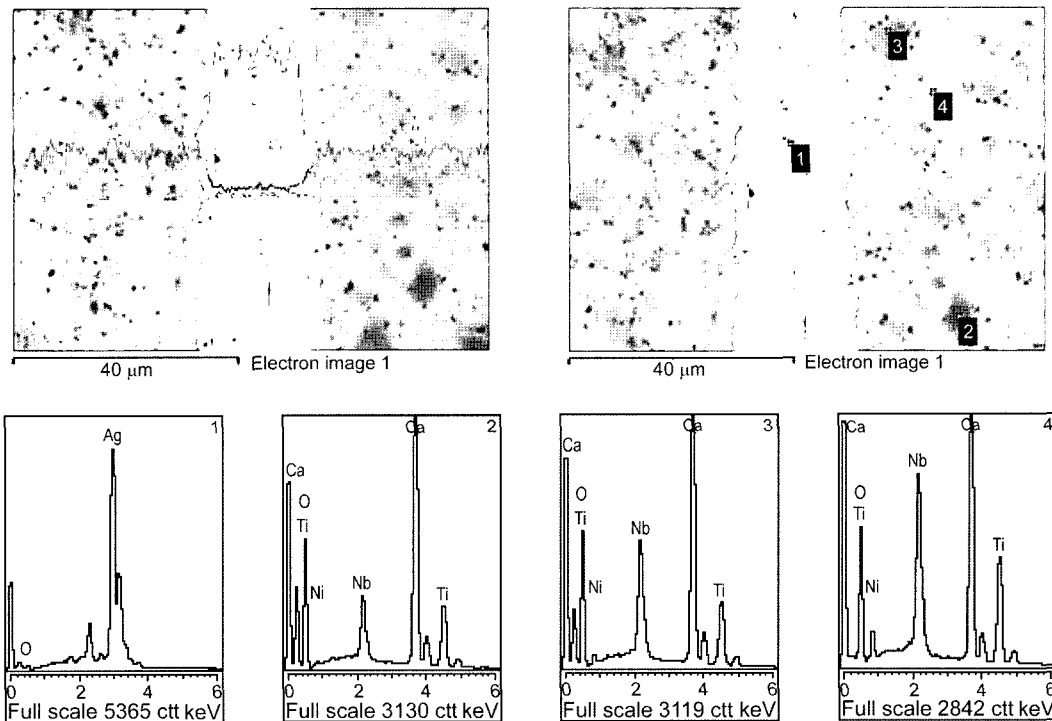 3
4
1
2
40 μm
Electron image 1
40 μm
Electron image 1
1
Ag
O
0 2 4 6
Full scale 5365 ctt keV
2
Ca
Ca
O
Ti
Ni
Nb
Ti
0 2 4 6
Full scale 3130 ctt keV
3
Ca
Ca
O
Ti
Ni
Nb
Ti
0 2 4 6
Full scale 3119 ctt keV
4
Ca
Ca
O
Ti
Ni
Nb
Ti
0 2 4 6
Full scale 2842 ctt keV